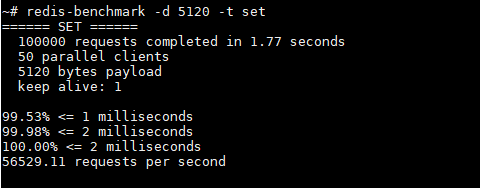 ~# redis-benchmark -d 5120 -t set
====== SET ======
  100000 requests completed in 1.77 seconds
  50 parallel clients
  5120 bytes payload
  keep alive: 1

99.53% <= 1 milliseconds
99.98% <= 2 milliseconds
100.00% <= 2 milliseconds
56529.11 requests per second